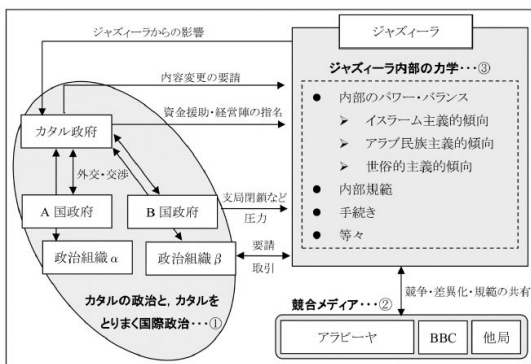 ジャズィーラからの影響
ジャズィーラ
内容変更の要請
ジャズィーラ内部の力学・・・③
資金援助・経営陣の指名
カタル政府
外交・交渉
A国政府
B国政府
支局閉鎖など
圧力
政治組織α
政治組織β
要請
取引
カタルの政治と，カタルを
とりまく国際政治・・・①
● 内部のパワー・バランス
➢ イスラーム主義的傾向
➢ アラブ民族主義的傾向
➢ 世俗的主義的傾向
● 内部規範
● 手続き
● 等々
競争・差異化・規範の共有
競合メディア・・・②
アラビーヤ
BBC
他局